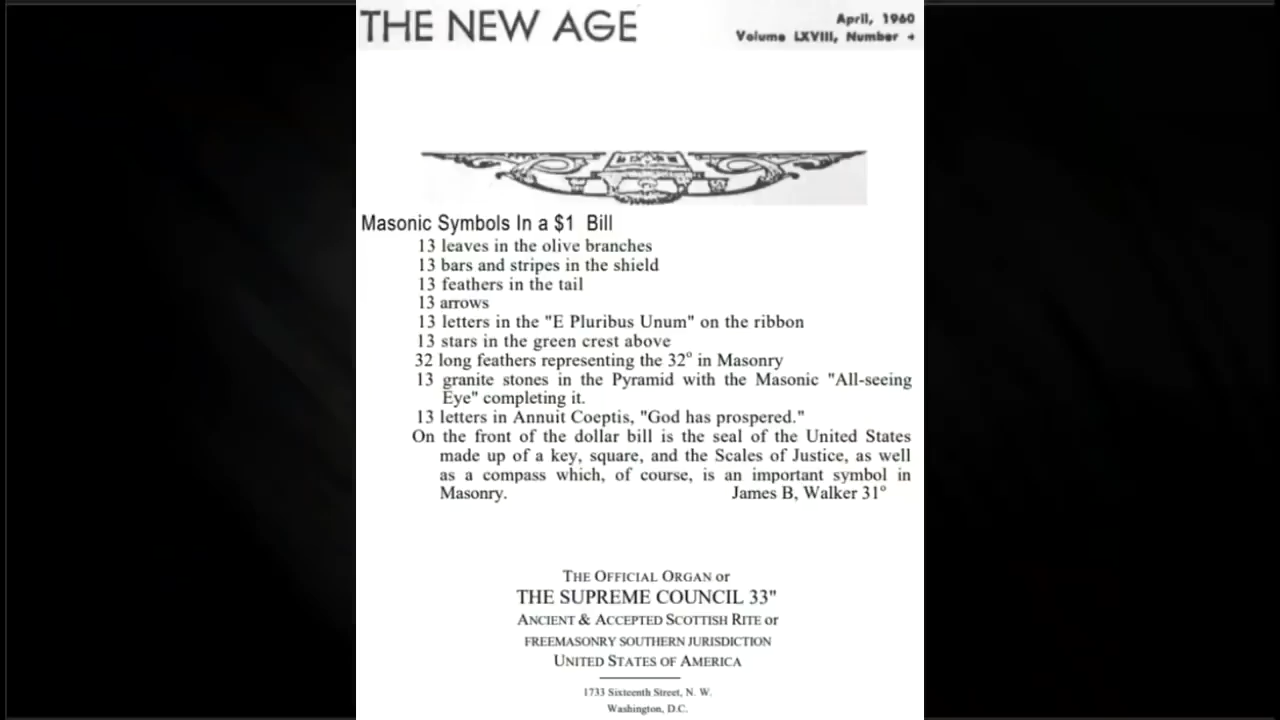 THE NEW AGE
April, 1960
Volume LXVIII, Number 4
Masonic Symbols In a $1 Bill
13 leaves in the olive branches
13 bars and stripes in the shield
13 feathers in the tail
13 arrows
13 letters in the "E Pluribus Unum" on the ribbon
13 stars in the green crest above
32 long feathers representing the 32° in Masonry
13 granite stones in the Pyramid with the Masonic "All-seeing
Eye" completing it.
13 letters in Annuit Coeptis, "God has prospered."
On the front of the dollar bill is the seal of the United States
made up of a key, square, and the Scales of Justice, as well
as a compass which, of course, is an important symbol in
Masonry. James B, Walker 31°
THE OFFICIAL ORGAN or
THE SUPREME COUNCIL 33"
ANCIENT & ACCEPTED SCOTTISH RITE or
FREEMASONRY SOUTHERN JURISDICTION
UNITED STATES OF AMERICA
1733 Sixteenth Street, N. W.
Washington, D.C.